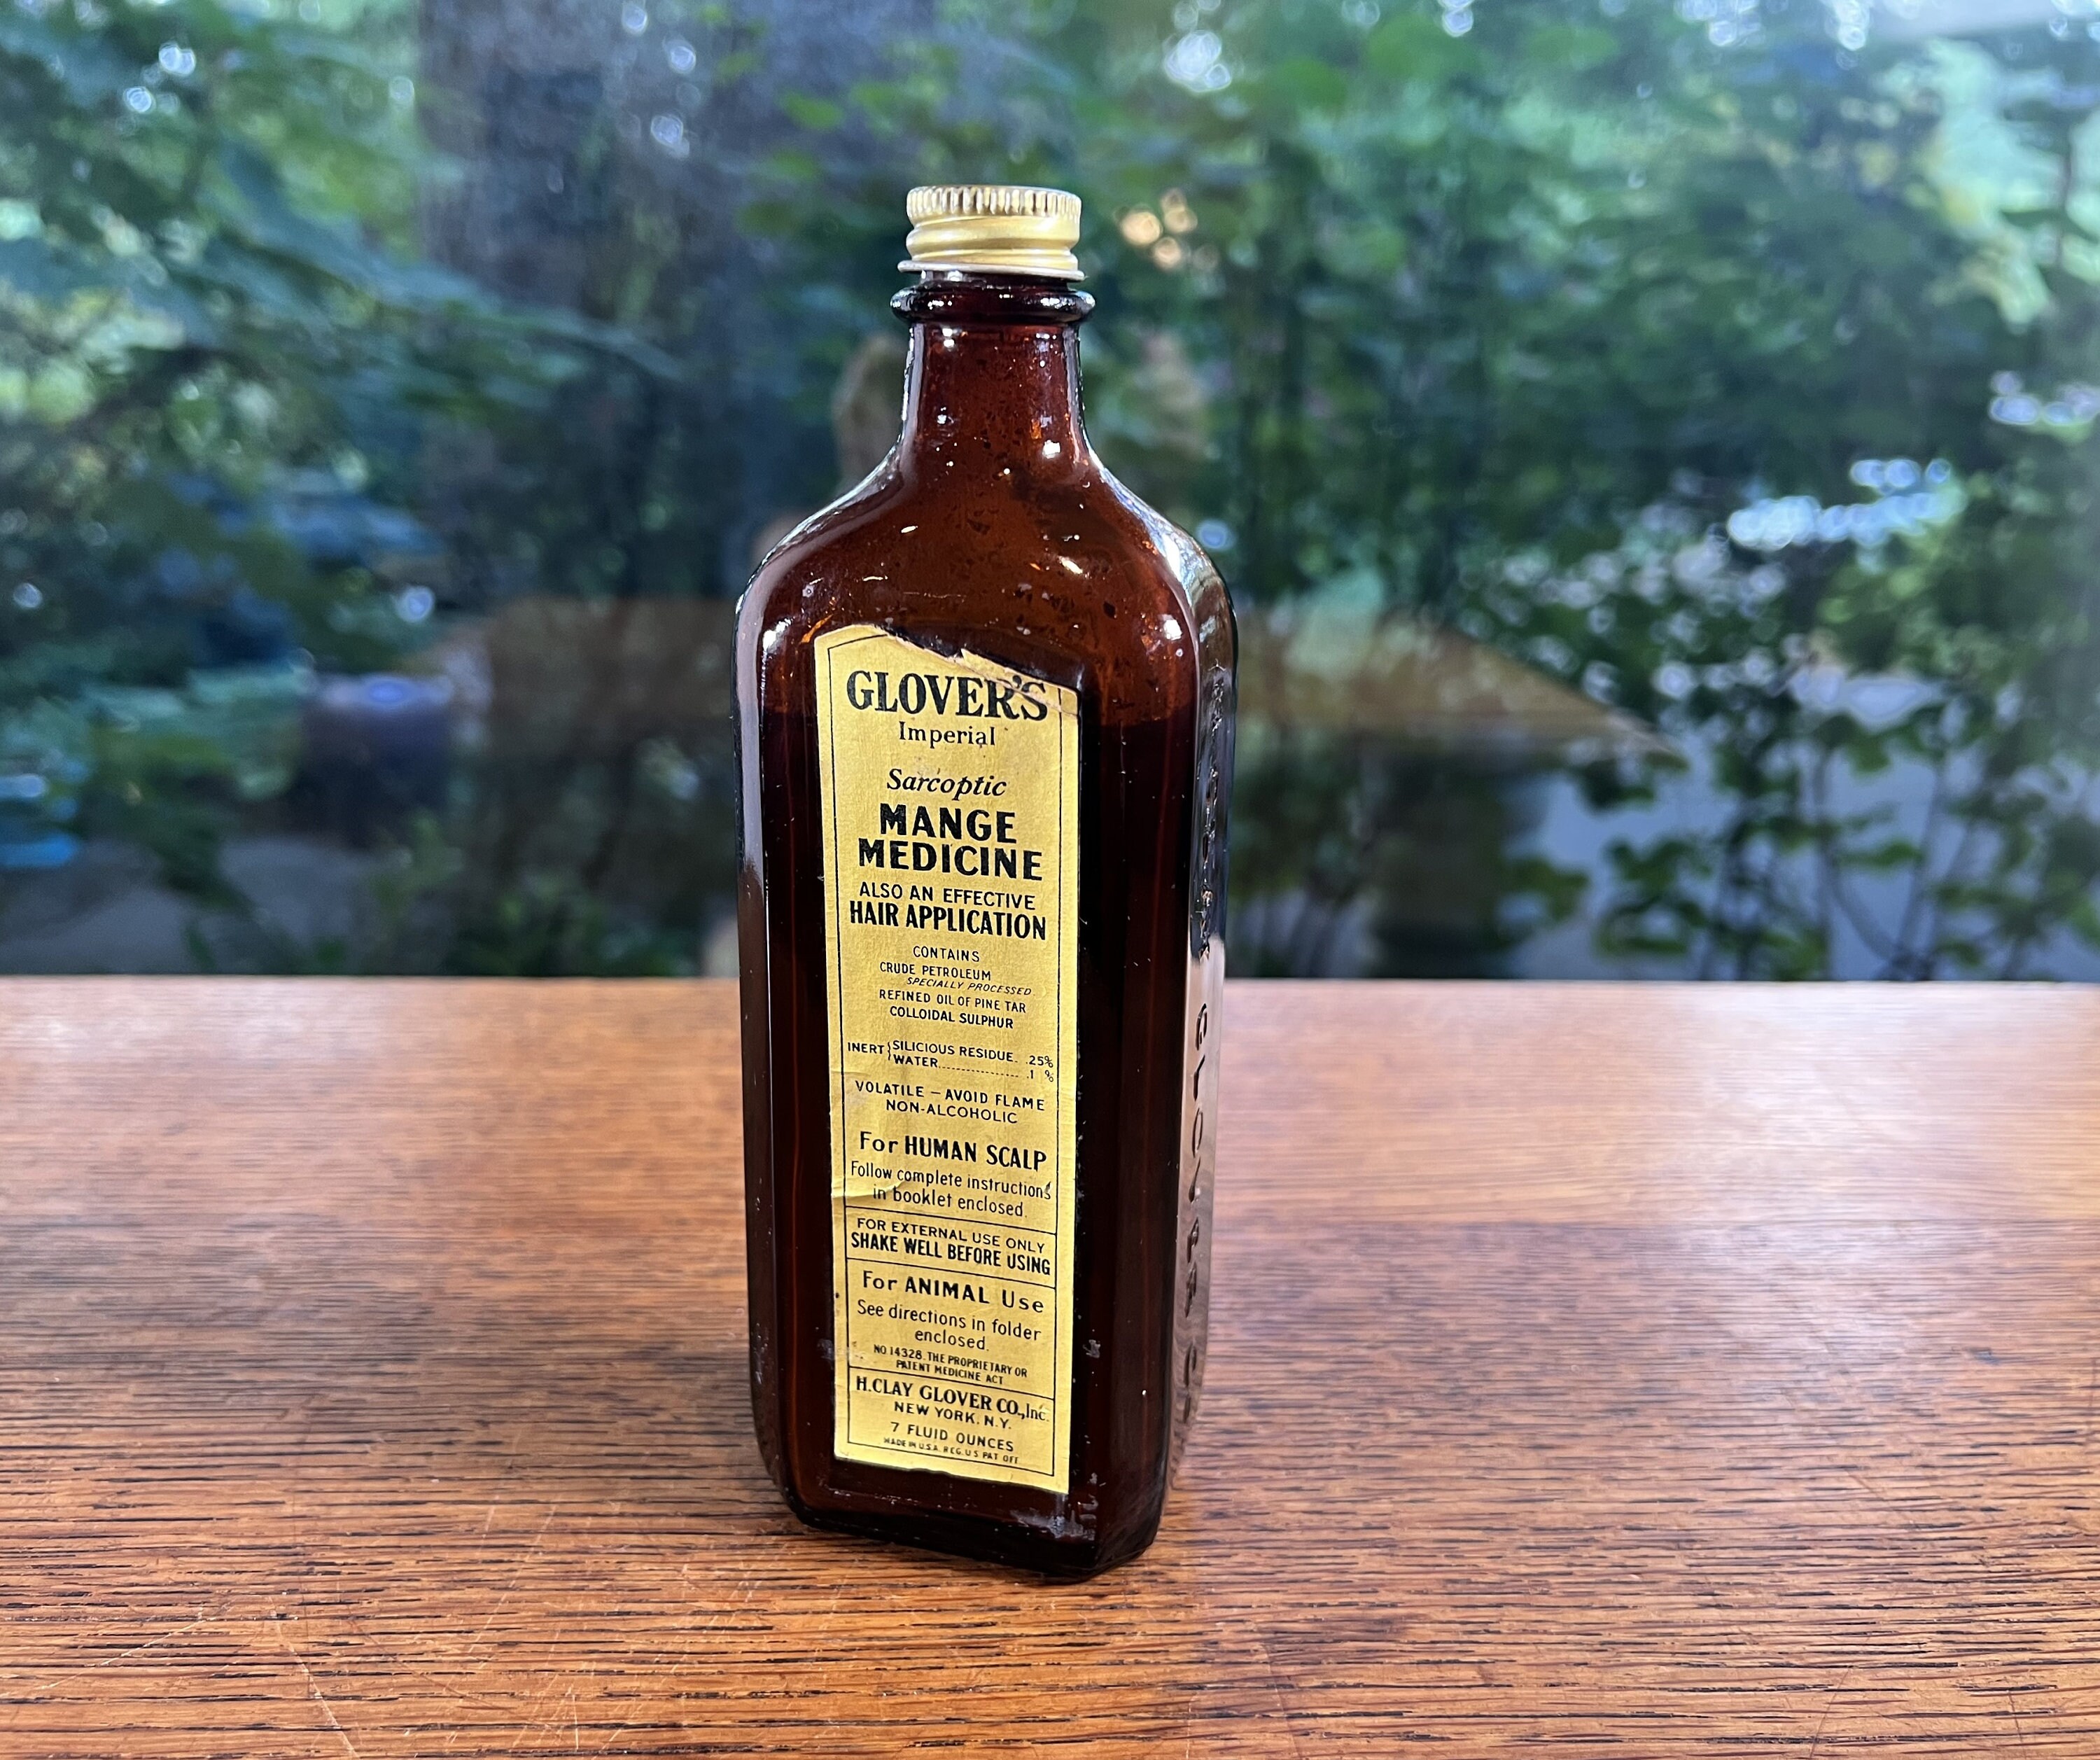 GLOVER'S
Imperial
Sarcoptic
MANGE
MEDICINE
ALSO AN EFFECTIVE
HAIR APPLICATION
CONTAINS
CRUDE PETROLEUM
SPECIALLY PROCESSED
REFINED OIL OF PINE TAR
COLLOIDAL SULPHUR
INERT { SILICIOUS RESIDUE. .25%
WATER.................. .1 %
VOLATILE — AVOID FLAME
NON-ALCOHOLIC
For HUMAN SCALP
Follow complete instructions
in booklet enclosed.
FOR EXTERNAL USE ONLY
SHAKE WELL BEFORE USING
For ANIMAL Use
See directions in folder
enclosed.
NO 14328. THE PROPRIETARY OR
PATENT MEDICINE ACT
H. CLAY GLOVER CO., Inc.
NEW YORK, N.Y.
7 FLUID OUNCES
MADE IN U.S.A. REG. U.S. PAT. OFF.
GLOVER CO